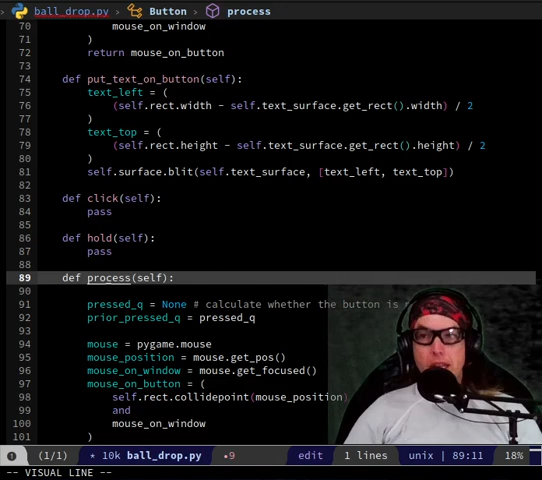 ball_drop.py > Button > process
70 mouse_on_window
71 )
72 return mouse_on_button
73
74 def put_text_on_button(self):
75 text_left = (
76 (self.rect.width - self.text_surface.get_rect().width) / 2
77 )
78 text_top = (
79 (self.rect.height - self.text_surface.get_rect().height) / 2
80 )
81 self.surface.blit(self.text_surface, [text_left, text_top])
82
83 def click(self):
84 pass
85
86 def hold(self):
87 pass
88
89 def process(self):
90
91 pressed_q = None # calculate whether the button is
92 prior_pressed_q = pressed_q
93
94 mouse = pygame.mouse
95 mouse_position = mouse.get_pos()
96 mouse_on_window = mouse.get_focused()
97 mouse_on_button = (
98 self.rect.collidepoint(mouse_position)
99 and
100 mouse_on_window
101 )
(1/1) * 10k ball_drop.py •9 edit 1 lines unix | 89:11 18%
-- VISUAL LINE --